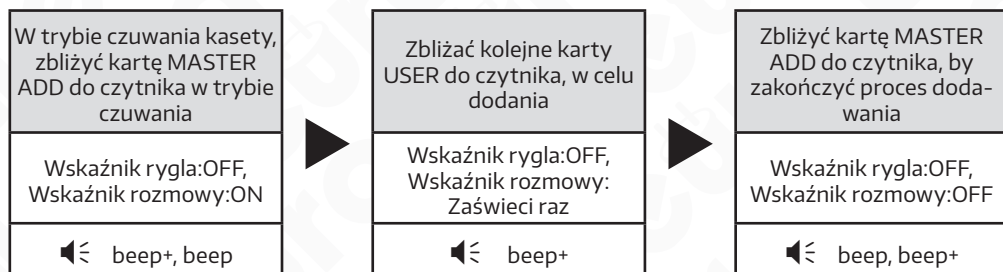 W trybie czuwania kasety,
zbliżyć kartę MASTER
ADD do czytnika w trybie
czuwania
Wskaźnik rygla:OFF,
Wskaźnik rozmowy:ON
beep+, beep
Zbliżać kolejne karty
USER do czytnika, w celu
dodania
Wskaźnik rygla:OFF,
Wskaźnik rozmowy:
Zaświeci raz
beep+
Zbliżyć kartę MASTER
ADD do czytnika, by
zakończyć proces doda-
wania
Wskaźnik rygla:OFF,
Wskaźnik rozmowy:OFF
beep, beep+